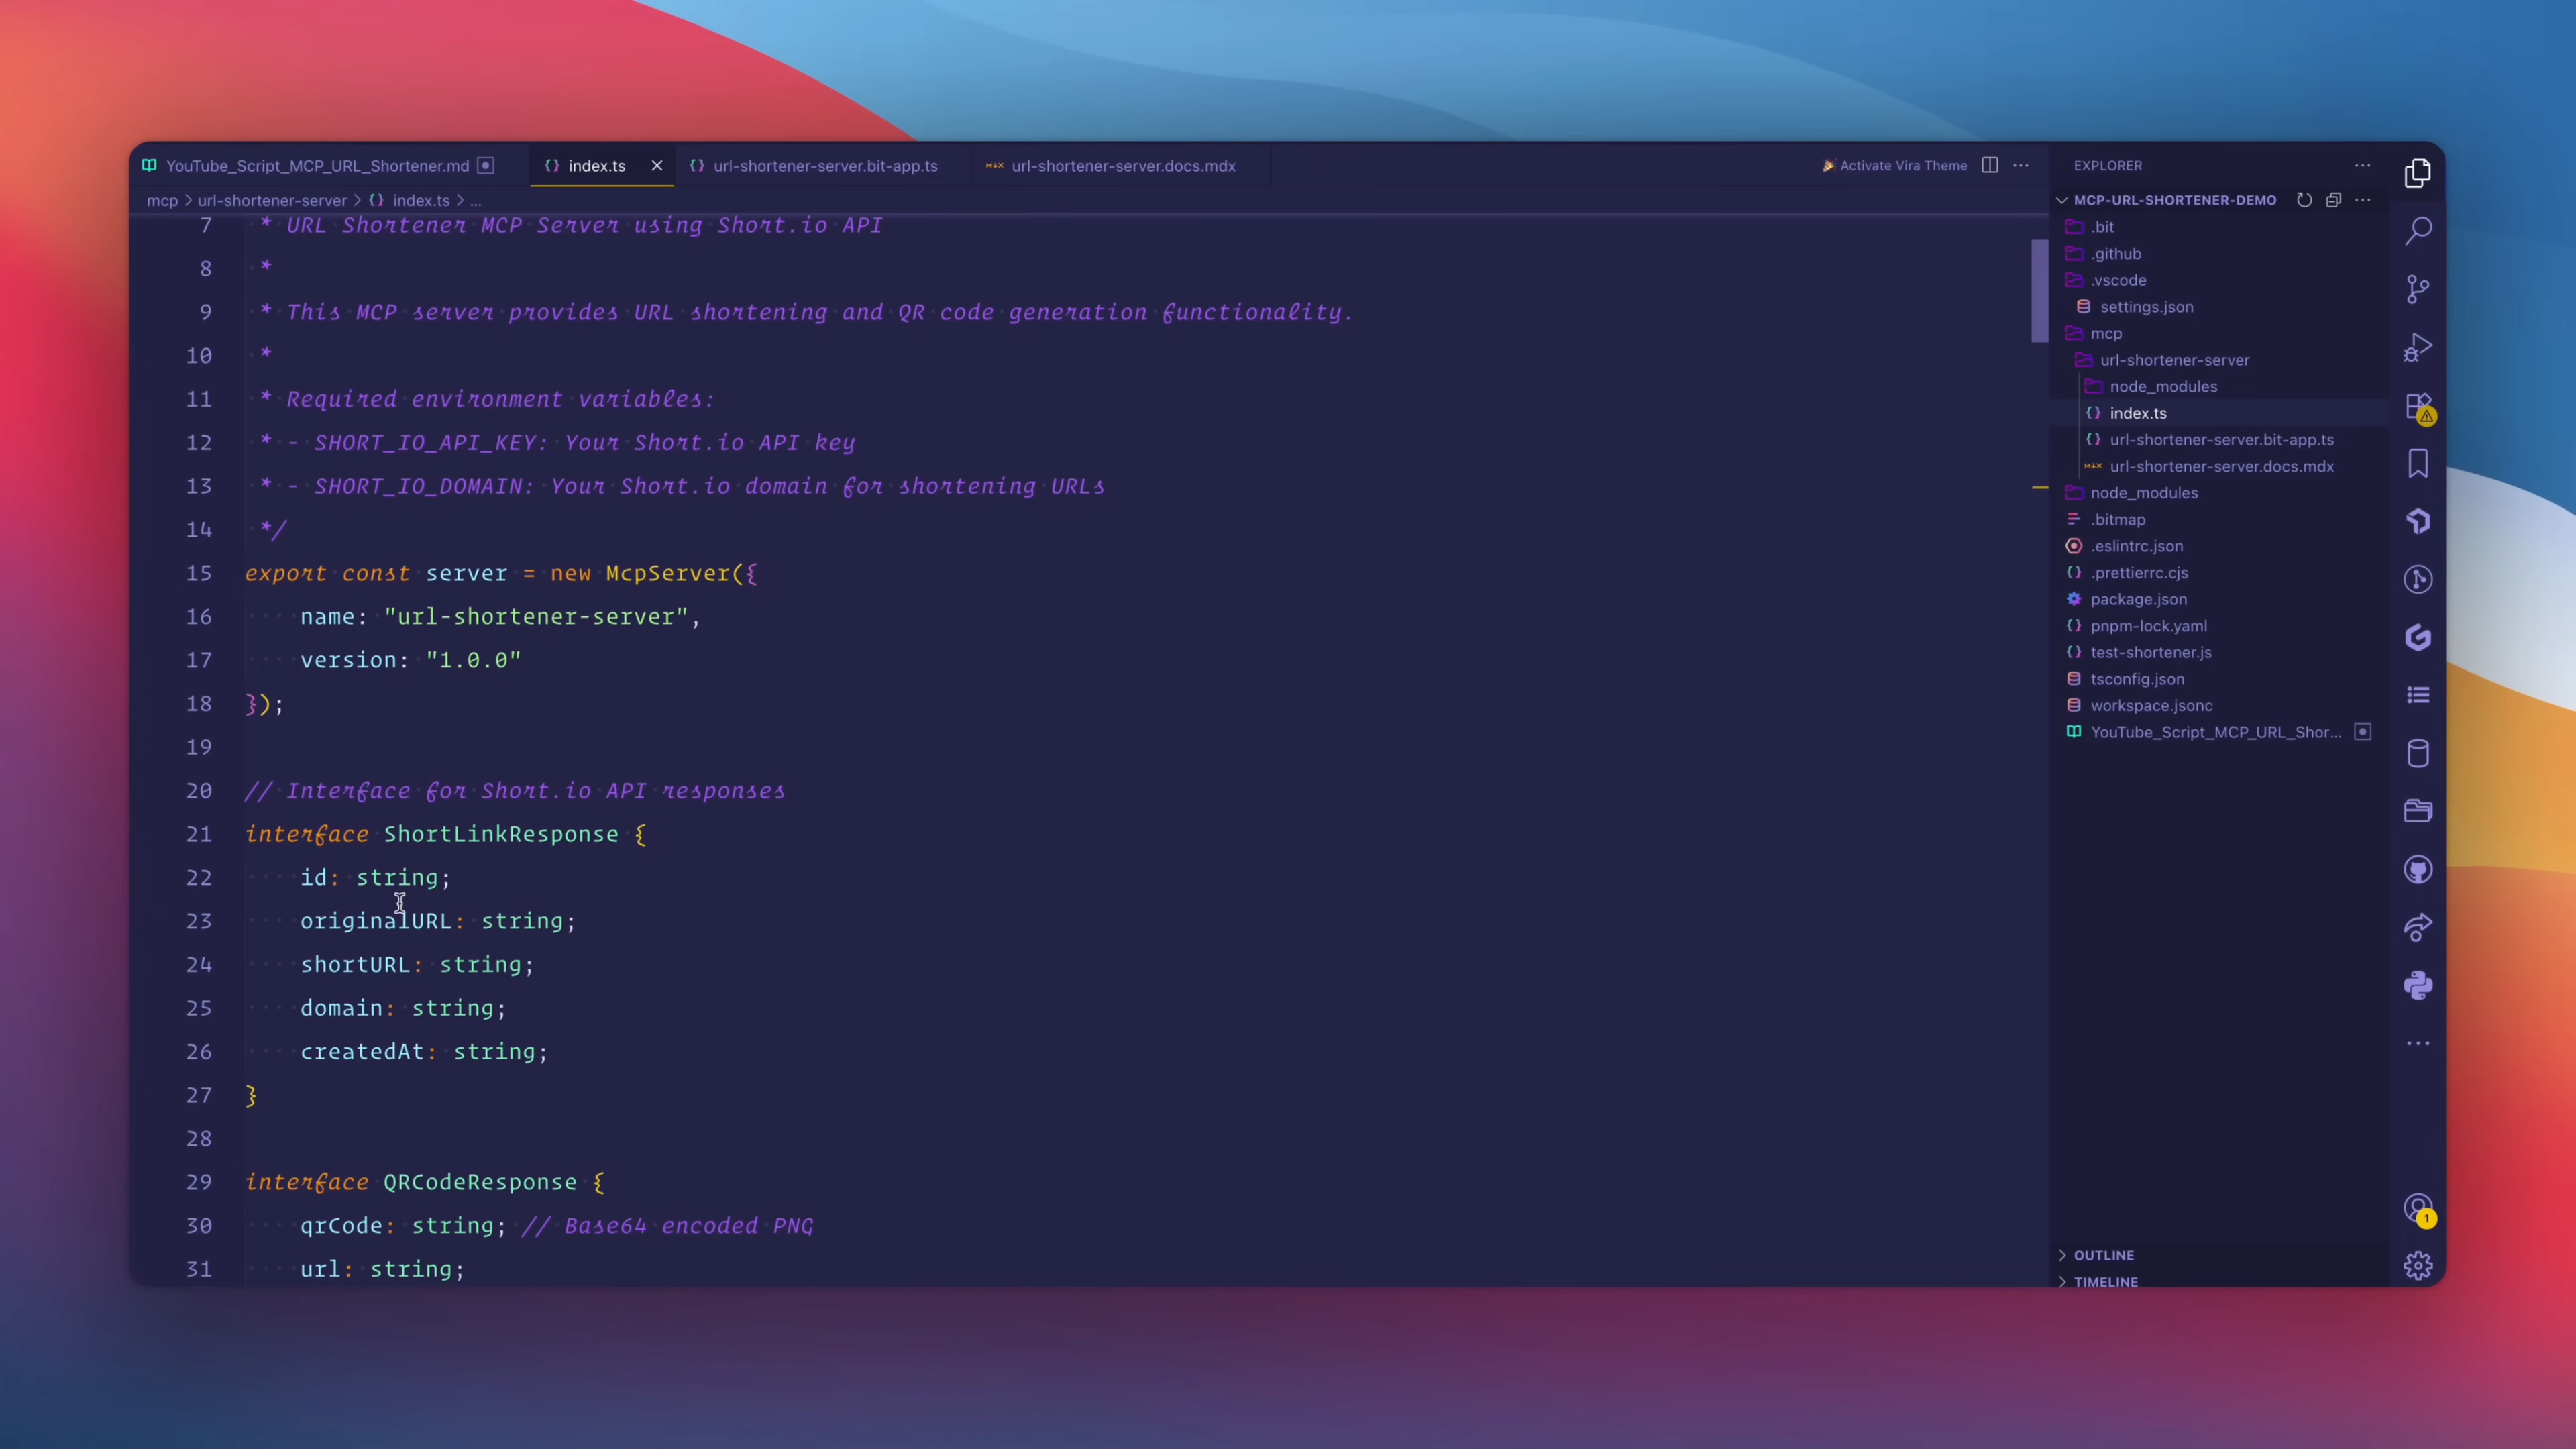 YouTube_Script_MCP_URL_Shortener.md
index.ts
url-shortener-server.bit-app.ts
url-shortener-server.docs.mdx
Activate Vira Theme
mcp > url-shortener-server > index.ts > ...
7 * URL Shortener MCP Server using Short.io API
8 *
9 * This MCP server provides URL shortening and QR code generation functionality.
10 *
11 * Required environment variables:
12 * - SHORT_IO_API_KEY: Your Short.io API key
13 * - SHORT_IO_DOMAIN: Your Short.io domain for shortening URLs
14 */
15 export const server = new McpServer({
16 name: "url-shortener-server",
17 version: "1.0.0"
18 });
19
20 // Interface for Short.io API responses
21 interface ShortLinkResponse {
22 id: string;
23 originalURL: string;
24 shortURL: string;
25 domain: string;
26 createdAt: string;
27 }
28
29 interface QRCodeResponse {
30 qrCode: string; // Base64 encoded PNG
31 url: string;
EXPLORER
MCP-URL-SHORTENER-DEMO
.bit
.github
.vscode
settings.json
mcp
url-shortener-server
node_modules
index.ts
url-shortener-server.bit-app.ts
url-shortener-server.docs.mdx
node_modules
.bitmap
.eslintrc.json
.prettierrc.cjs
package.json
pnpm-lock.yaml
test-shortener.js
tsconfig.json
workspace.jsonc
YouTube_Script_MCP_URL_Shor...
OUTLINE
TIMELINE
1